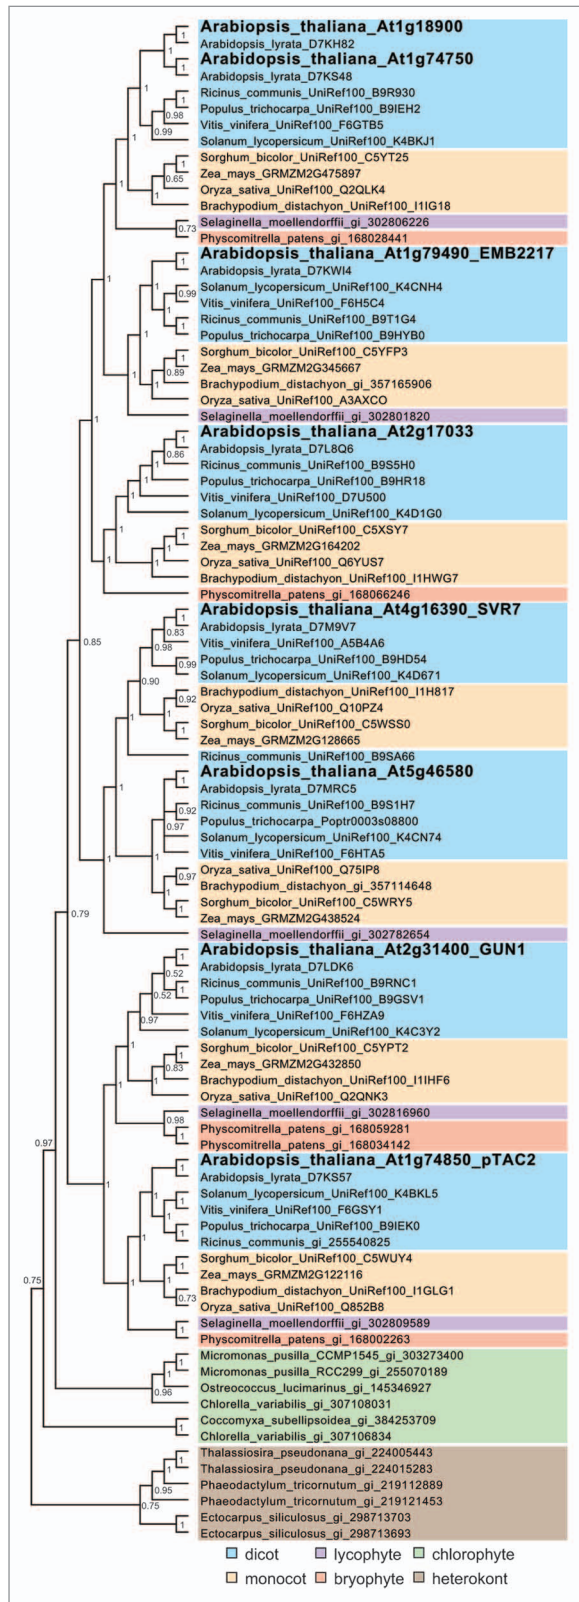 Arabiopsis_thaliana_At1g18900
Arabidopsis_lyrata_D7KH82
Arabidopsis_thaliana_At1g74750
Arabidopsis_lyrata_D7KS48
Ricinus_communis_UniRef100_B9R930
Populus_trichocarpa_UniRef100_B9IEH2
Vitis_vinifera_UniRef100_F6GTB5
Solanum_lycopersicum_UniRef100_K4BKJ1
Sorghum_bicolor_UniRef100_C5YT25
Zea_mays_GRMZM2G475897
Oryza_sativa_UniRef100_Q2QLK4
Brachypodium_distachyon_UniRef100_I1IG18
Selaginella_moellendorffii_gi_302806226
Physcomitrella_patens_gi_168028441
Arabidopsis_thaliana_At1g79490_EMB2217
Arabidopsis_lyrata_D7KWI4
Solanum_lycopersicum_UniRef100_K4CNH4
Vitis_vinifera_UniRef100_F6H5C4
Ricinus_communis_UniRef100_B9T1G4
Populus_trichocarpa_UniRef100_B9HYB0
Sorghum_bicolor_UniRef100_C5YFP3
Zea_mays_GRMZM2G345667
Brachypodium_distachyon_gi_357165906
Oryza_sativa_UniRef100_A3AXCO
Selaginella_moellendorffii_gi_302801820
Arabidopsis_thaliana_At2g17033
Arabidopsis_lyrata_D7L8Q6
Ricinus_communis_UniRef100_B9S5H0
Populus_trichocarpa_UniRef100_B9HR18
Vitis_vinifera_UniRef100_D7U500
Solanum_lycopersicum_UniRef100_K4D1G0
Sorghum_bicolor_UniRef100_C5XSY7
Zea_mays_GRMZM2G164202
Oryza_sativa_UniRef100_Q6YUS7
Brachypodium_distachyon_UniRef100_I1HWG7
Physcomitrella_patens_gi_168066246
Arabidopsis_thaliana_At4g16390_SVR7
Arabidopsis_lyrata_D7M9V7
Vitis_vinifera_UniRef100_A5B4A6
Populus_trichocarpa_UniRef100_B9HD54
Solanum_lycopersicum_UniRef100_K4D671
Brachypodium_distachyon_UniRef100_I1H817
Oryza_sativa_UniRef100_Q10PZ4
Sorghum_bicolor_UniRef100_C5WSS0
Zea_mays_GRMZM2G128665
Ricinus_communis_UniRef100_B9SA66
Arabidopsis_thaliana_At5g46580
Arabidopsis_lyrata_D7MRC5
Ricinus_communis_UniRef100_B9S1H7
Populus_trichocarpa_Poptr0003s08800
Solanum_lycopersicum_UniRef100_K4CN74
Vitis_vinifera_UniRef100_F6HTA5
Oryza_sativa_UniRef100_Q75IP8
Brachypodium_distachyon_gi_357114648
Sorghum_bicolor_UniRef100_C5WRY5
Zea_mays_GRMZM2G438524
Selaginella_moellendorffii_gi_302782654
Arabidopsis_thaliana_At2g31400_GUN1
Arabidopsis_lyrata_D7LDK6
Ricinus_communis_UniRef100_B9RNC1
Populus_trichocarpa_UniRef100_B9GSV1
Vitis_vinifera_UniRef100_F6HZA9
Solanum_lycopersicum_UniRef100_K4C3Y2
Sorghum_bicolor_UniRef100_C5YPT2
Zea_mays_GRMZM2G432850
Brachypodium_distachyon_UniRef100_I1IHF6
Oryza_sativa_UniRef100_Q2QNK3
Selaginella_moellendorffii_gi_302816960
Physcomitrella_patens_gi_168059281
Physcomitrella_patens_gi_168034142
Arabidopsis_thaliana_At1g74850_pTAC2
Arabidopsis_lyrata_D7KS57
Solanum_lycopersicum_UniRef100_K4BKL5
Vitis_vinifera_UniRef100_F6GSY1
Populus_trichocarpa_UniRef100_B9IEK0
Ricinus_communis_gi_255540825
Sorghum_bicolor_UniRef100_C5WUY4
Zea_mays_GRMZM2G122116
Brachypodium_distachyon_UniRef100_I1GLG1
Oryza_sativa_UniRef100_Q852B8
Selaginella_moellendorffii_gi_302809589
Physcomitrella_patens_gi_168002263
Micromonas_pusilla_CCMP1545_gi_303273400
Micromonas_pusilla_RCC299_gi_255070189
Ostreococcus_lucimarinus_gi_145346927
Chlorella_variabilis_gi_307108031
Coccomyxa_subellipsoidea_gi_384253709
Chlorella_variabilis_gi_307106834
Thalassiosira_pseudonana_gi_224005443
Thalassiosira_pseudonana_gi_224015283
Phaeodactylum_tricornutum_gi_219112889
Phaeodactylum_tricornutum_gi_219121453
Ectocarpus_siliculosus_gi_298713703
Ectocarpus_siliculosus_gi_298713693
dicot lycophyte chlorophyte
monocot bryophyte heterokont